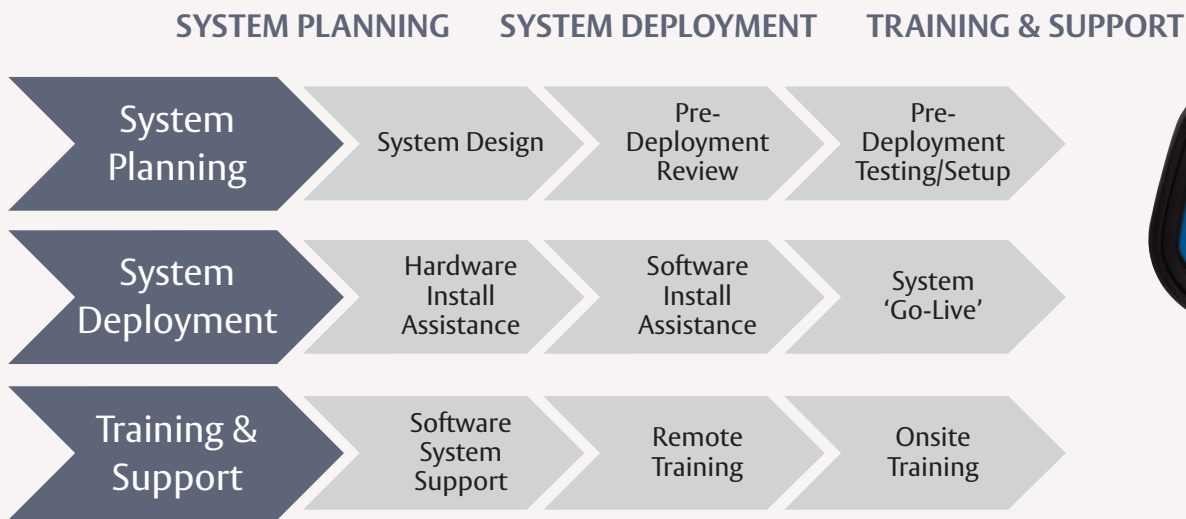 SYSTEM PLANNING SYSTEM DEPLOYMENT TRAINING & SUPPORT
System
Planning
System Design
Pre-
Deployment
Review
Pre-
Deployment
Testing/Setup
System
Deployment
Hardware
Install
Assistance
Software
Install
Assistance
System
‘Go-Live’
Training &
Support
Software
System
Support
Remote
Training
Onsite
Training